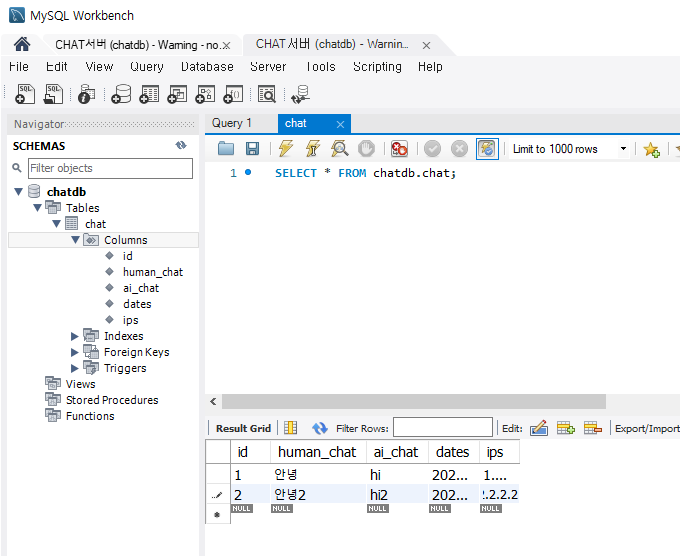 MySQL Workbench
CHAT서버 (chatdb) - Warning - no... × CHAT서버 (chatdb) - Warnin... ×
File Edit View Query Database Server Tools Scripting Help
Navigator
SCHEMAS
Filter objects
chatdb
Tables
chat
Columns
id
human_chat
ai_chat
dates
ips
Indexes
Foreign Keys
Triggers
Views
Stored Procedures
Functions
Query 1 chat ×
Limit to 1000 rows
1 SELECT * FROM chatdb.chat;
Result Grid Filter Rows: Edit: Export/Import
id human_chat ai_chat dates ips
1 안녕 hi 202... 1....
2 안녕2 hi2 202... 2.2.2.2
NULL NULL NULL NULL NULL